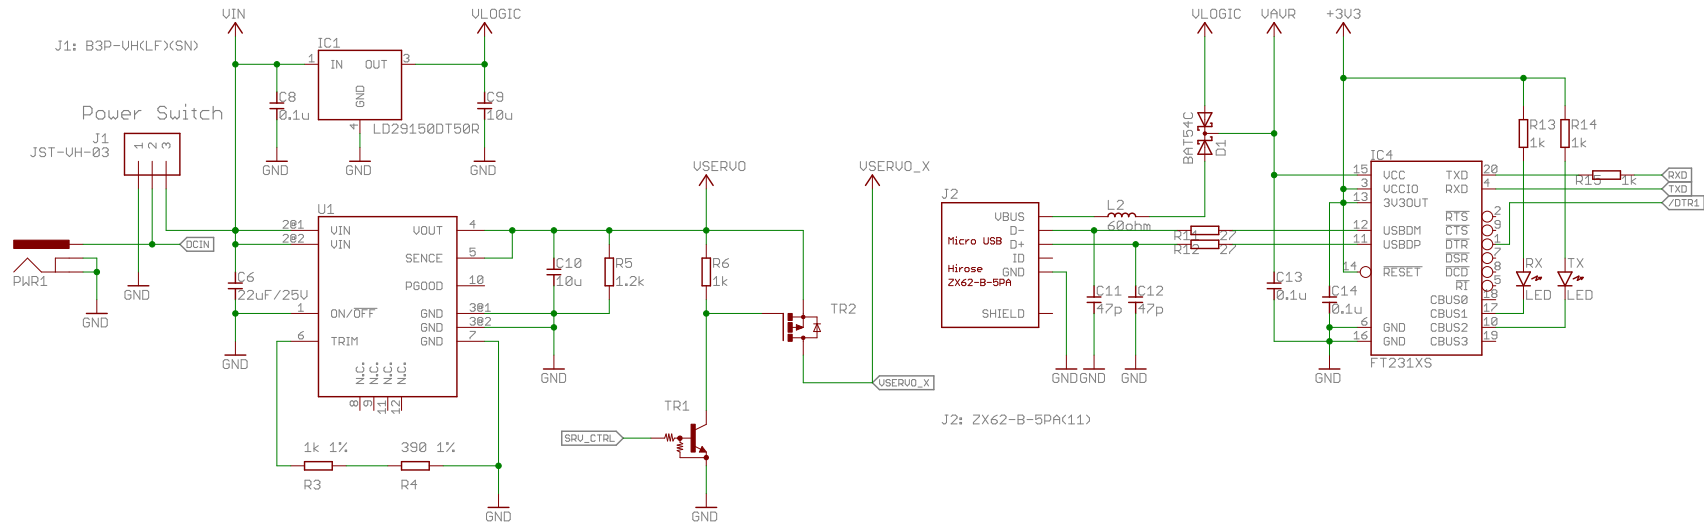 VIN
VLOGIC
VLOGIC
VAVR
+3V3
J1: B3P-VH(LF)(SN)
IC1
1
IN
OUT
3
GND
4
LD29150DT50R
C8
0.1u
C9
10u
GND
GND
GND
Power Switch
J1
JST-VH-03
1 2 3
DCIN
PWR1
GND
GND
U1
2@1
VIN
2@2
VIN
1
ON/OFF
6
TRIM
VOUT
4
SENCE
5
PGOOD
10
GND
3@1
GND
3@2
GND
7
N.C.
N.C.
N.C.
N.C.
8
9
11
12
C6
22uF/25V
GND
1k 1%
R3
390 1%
R4
GND
C10
10u
GND
R5
1.2k
VSERVO
R6
1k
TR2
VSERVO_X
VSERVO_X
SRV_CTRL
TR1
GND
J2
Micro USB
Hirose
ZX62-B-5PA
VBUS
D-
D+
ID
GND
SHIELD
J2: ZX62-B-5PA(11)
L2
60ohm
BAT54C
D1
R11
27
R12
27
C11
47p
C12
47p
GND
GND
GND
C13
0.1u
C14
0.1u
GND
IC4
15
VCC
3
VCCIO
13
3V3OUT
12
USBDM
11
USBDP
14
RESET
6
GND
16
GND
TXD
20
RXD
4
RTS
2
CTS
9
DTR
1
DSR
7
DCD
8
RI
5
CBUS0
18
CBUS1
17
CBUS2
10
CBUS3
19
FT231XS
R13
1k
R14
1k
R15
1k
RXD
TXD
/DTR1
RX
LED
TX
LED